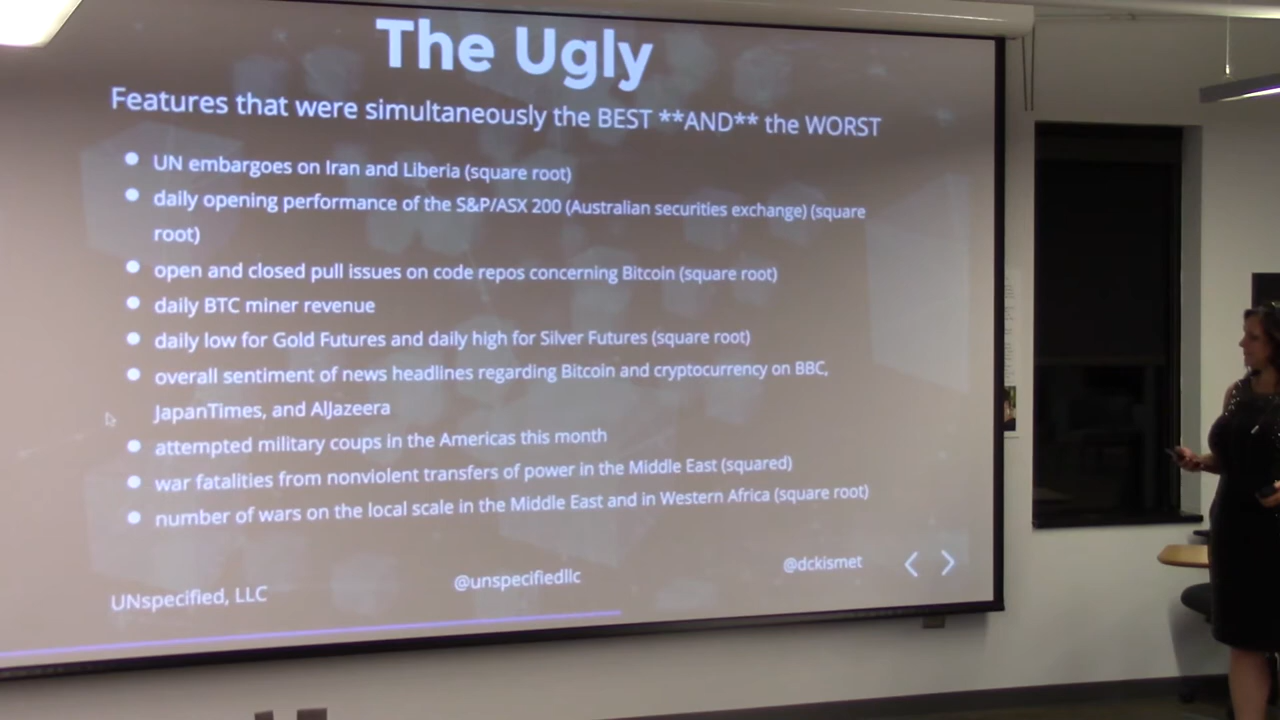 The Ugly
Features that were simultaneously the BEST **AND** the WORST
UN embargoes on Iran and Liberia (square root)
daily opening performance of the S&P/ASX 200 (Australian securities exchange) (square
root)
open and closed pull issues on code repos concerning Bitcoin (square root)
daily BTC miner revenue
daily low for Gold Futures and daily high for Silver Futures (square root)
overall sentiment of news headlines regarding Bitcoin and cryptocurrency on BBC,
JapanTimes, and AlJazeera
attempted military coups in the Americas this month
war fatalities from nonviolent transfers of power in the Middle East (squared)
number of wars on the local scale in the Middle East and in Western Africa (square root)
UNspecified, LLC
@unspecifiedllc
@dckismet